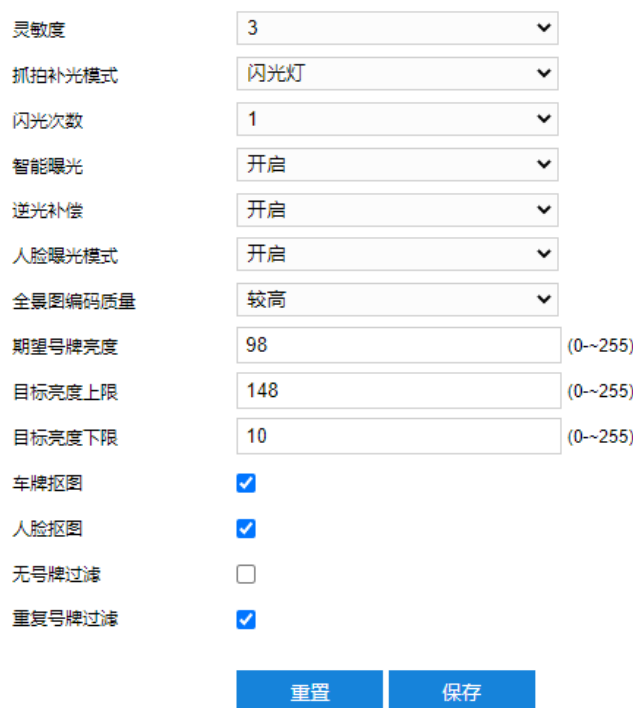 灵敏度 3
抓拍补光模式 闪光灯
闪光次数 1
智能曝光 开启
逆光补偿 开启
人脸曝光模式 开启
全景图编码质量 较高
期望号牌亮度 98 (0-~255)
目标亮度上限 148 (0-~255)
目标亮度下限 10 (0-~255)
车牌抠图
人脸抠图
无号牌过滤
重复号牌过滤
重置 保存